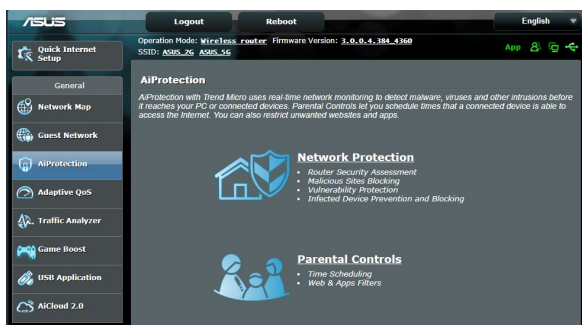 ASUS
Logout
Reboot
English
Quick Internet
Setup
Operation Mode: Wireless router Firmware Version: 3.0.0.4.384_4360
SSID: ASUS_2G ASUS_5G
App
General
Network Map
Guest Network
AiProtection
Adaptive QoS
Traffic Analyzer
Game Boost
USB Application
AiCloud 2.0
AiProtection
AiProtection with Trend Micro uses real-time network monitoring to detect malware, viruses and other intrusions before
it reaches your PC or connected devices. Parental Controls let you schedule times that a connected device is able to
access the Internet. You can also restrict unwanted websites and apps.
Network Protection
• Router Security Assessment
• Malicious Sites Blocking
• Vulnerability Protection
• Infected Device Prevention and Blocking
Parental Controls
• Time Scheduling
• Web & Apps Filters